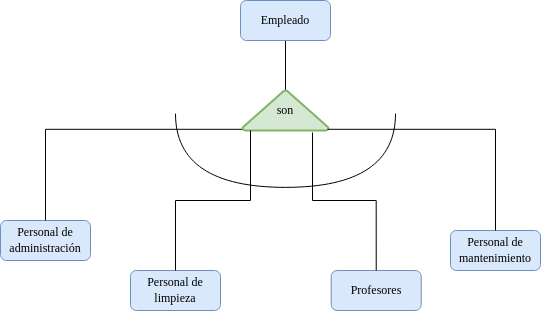 Empleado
son
Personal de
administración
Personal de
mantenimiento
Personal de
limpieza
Profesores